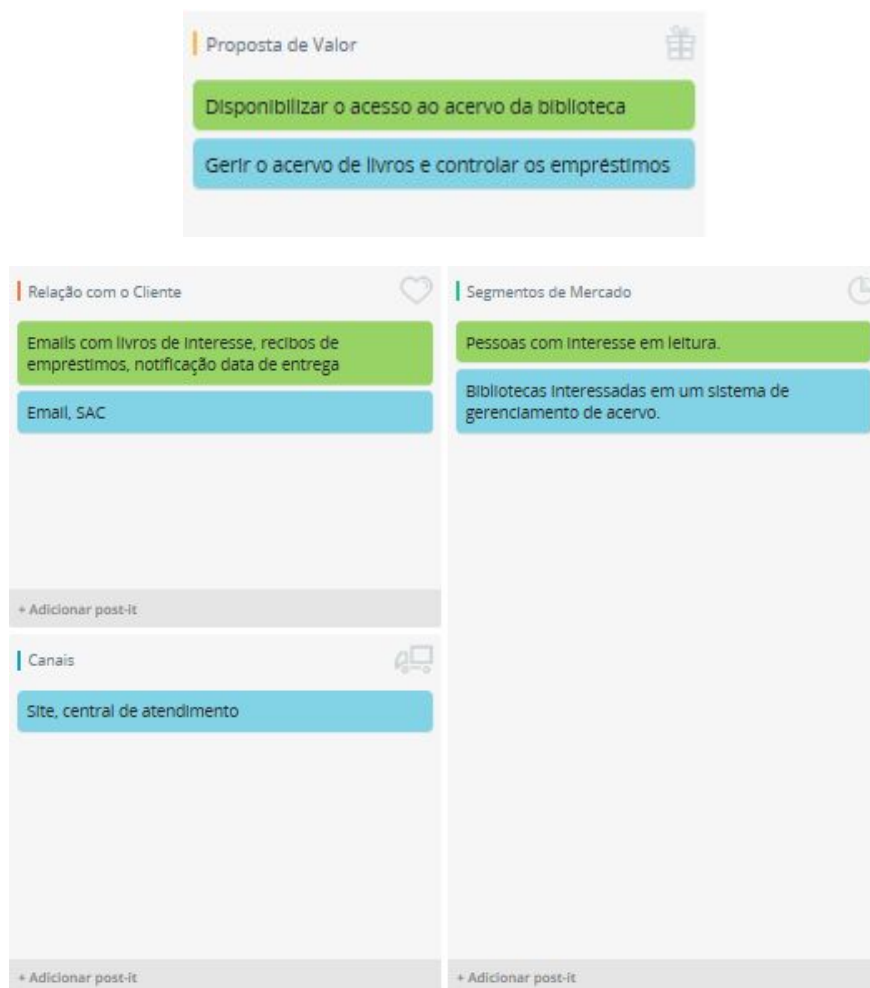 Proposta de Valor
Disponibilizar o acesso ao acervo da biblioteca
Gerir o acervo de livros e controlar os empréstimos
Relação com o Cliente
Emails com livros de interesse, recibos de
empréstimos, notificação data de entrega
Email, SAC
+ Adicionar post-it
Canais
Site, central de atendimento
+ Adicionar post-it
Segmentos de Mercado
Pessoas com interesse em leitura.
Bibliotecas interessadas em um sistema de
gerenciamento de acervo.
+ Adicionar post-it